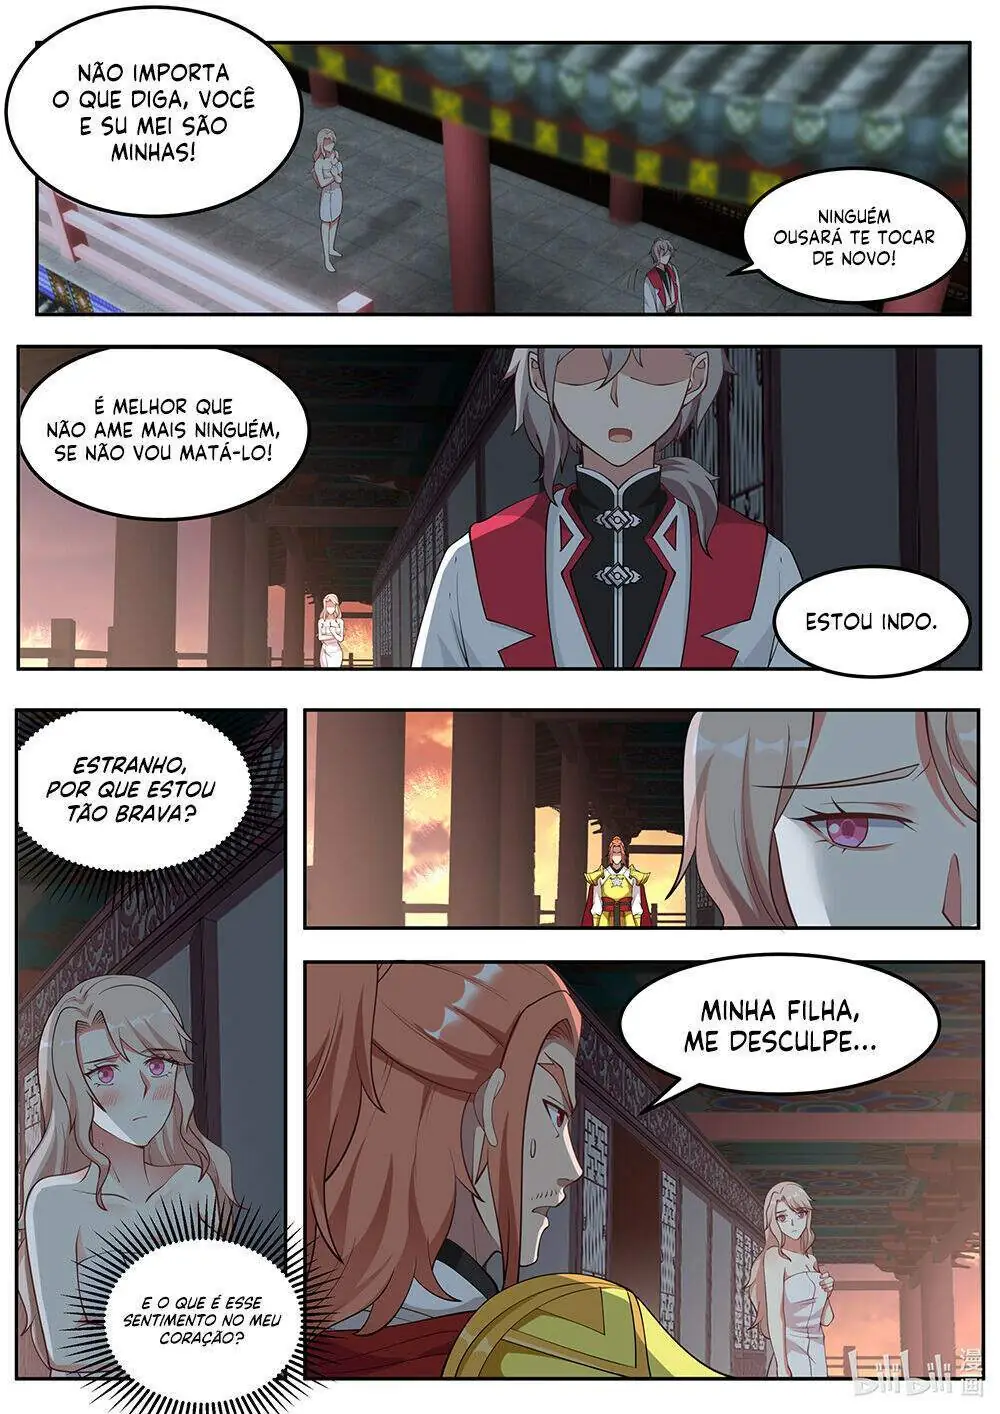 NÃO IMPORTA
O QUE DIGA, VOCÊ
E SU MEI SÃO
MINHAS!
NINGUÉM
OUSARÁ TE TOCAR
DE NOVO!
É MELHOR QUE
NÃO AME MAIS NINGUÉM,
SE NÃO VOU MATÁ-LO!
ESTOU INDO.
ESTRANHO,
POR QUE ESTOU
TÃO BRAVA?
E O QUE É ESSE
SENTIMENTO NO MEU
CORAÇÃO?
MINHA FILHA,
ME DESCULPE...
bilibili 漫画